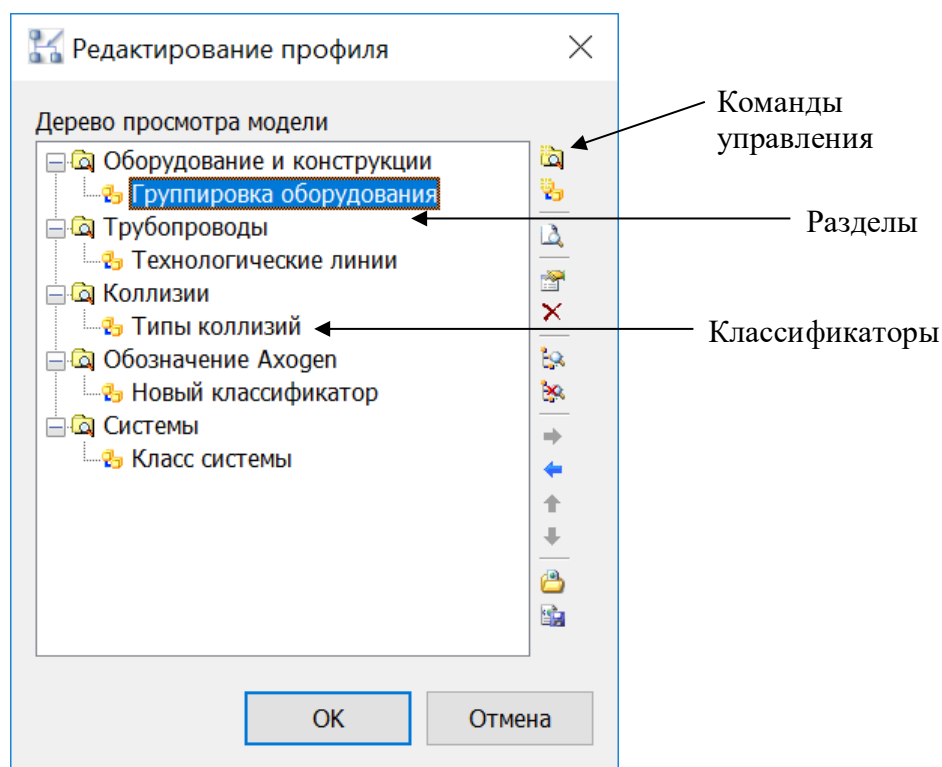 Редактирование профиля
Дерево просмотра модели
Оборудование и конструкции
Группировка оборудования
Трубопроводы
Технологические линии
Коллизии
Типы коллизий
Обозначение Axogen
Новый классификатор
Системы
Класс системы
OK
Отмена
Команды
управления
Разделы
Классификаторы